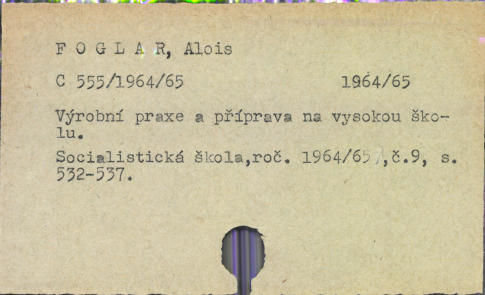 F O G L A R, Alois
C 555/1964/65 1964/65
Výrobní praxe a příprava na vysokou ško-
lu.
Socialistická škola,roč. 1964/65,č.9, s.
532-537.